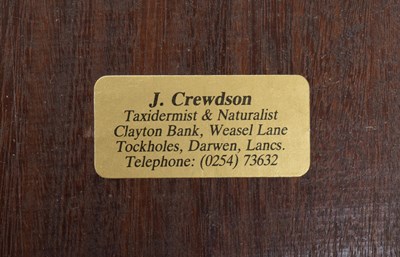 J. Crewdson
Taxidermist & Naturalist
Clayton Bank, Weasel Lane
Tockholes, Darwen, Lancs.
Telephone: (0254) 73632